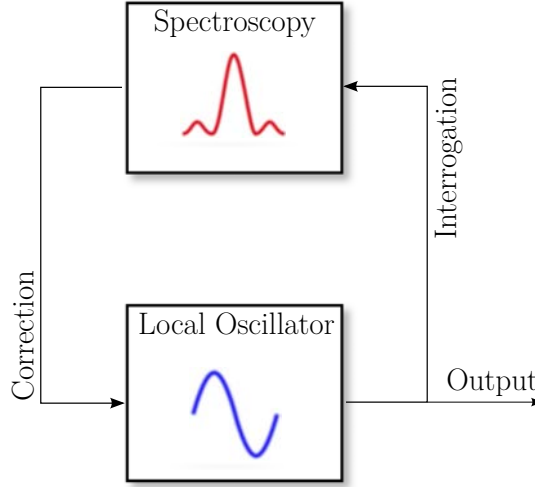 Spectroscopy
Interrogation
Correction
Local Oscillator
Output